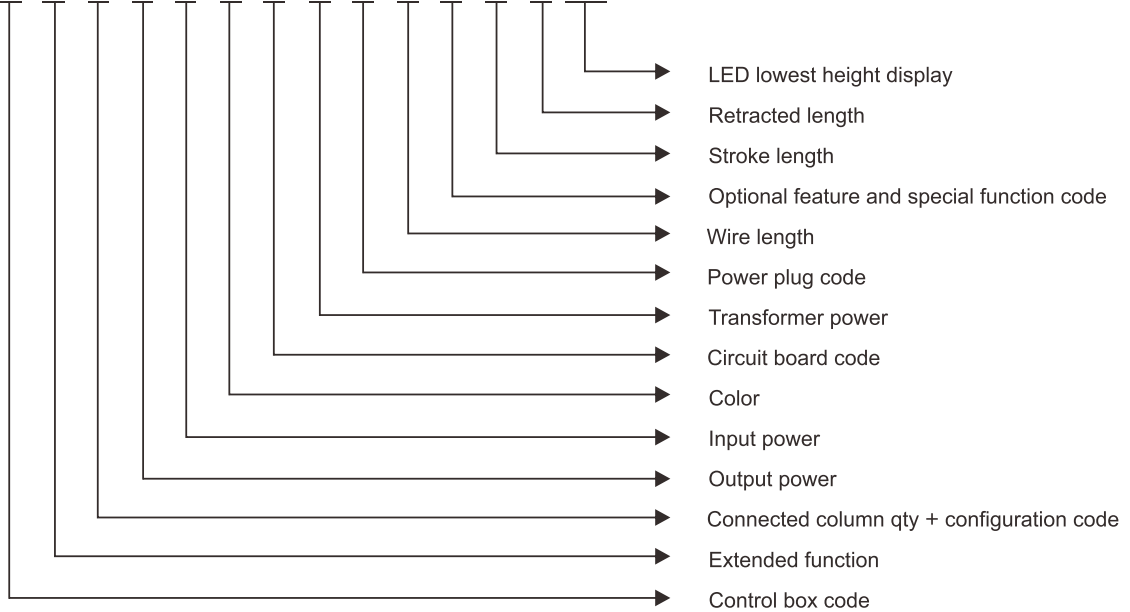 LED lowest height display
Retracted length
Stroke length
Optional feature and special function code
Wire length
Power plug code
Transformer power
Circuit board code
Color
Input power
Output power
Connected column qty + configuration code
Extended function
Control box code